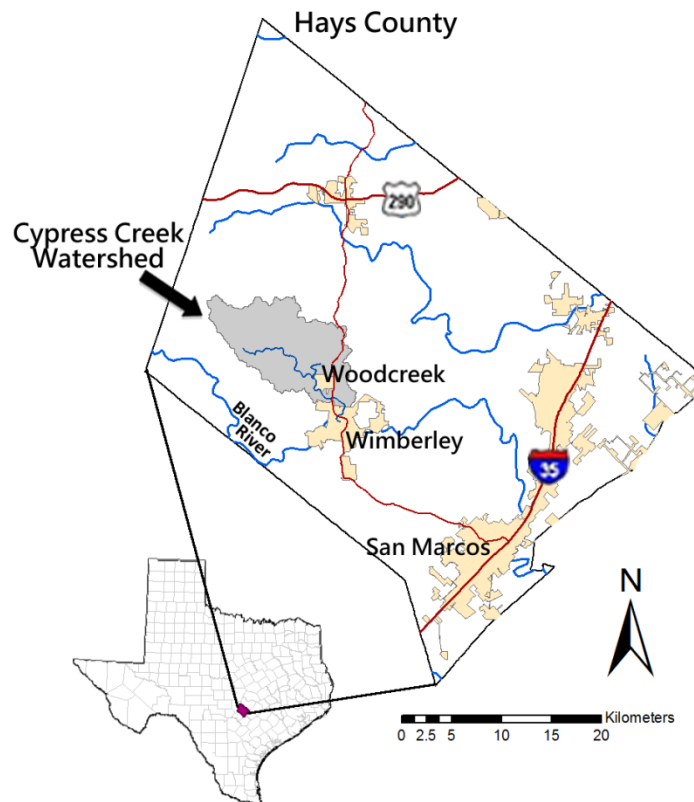 Hays County
290
Cypress Creek
Watershed
Woodcreek
Blanco
River
Wimberley
35
San Marcos
N
Kilometers
0 2.5 5 10 15 20